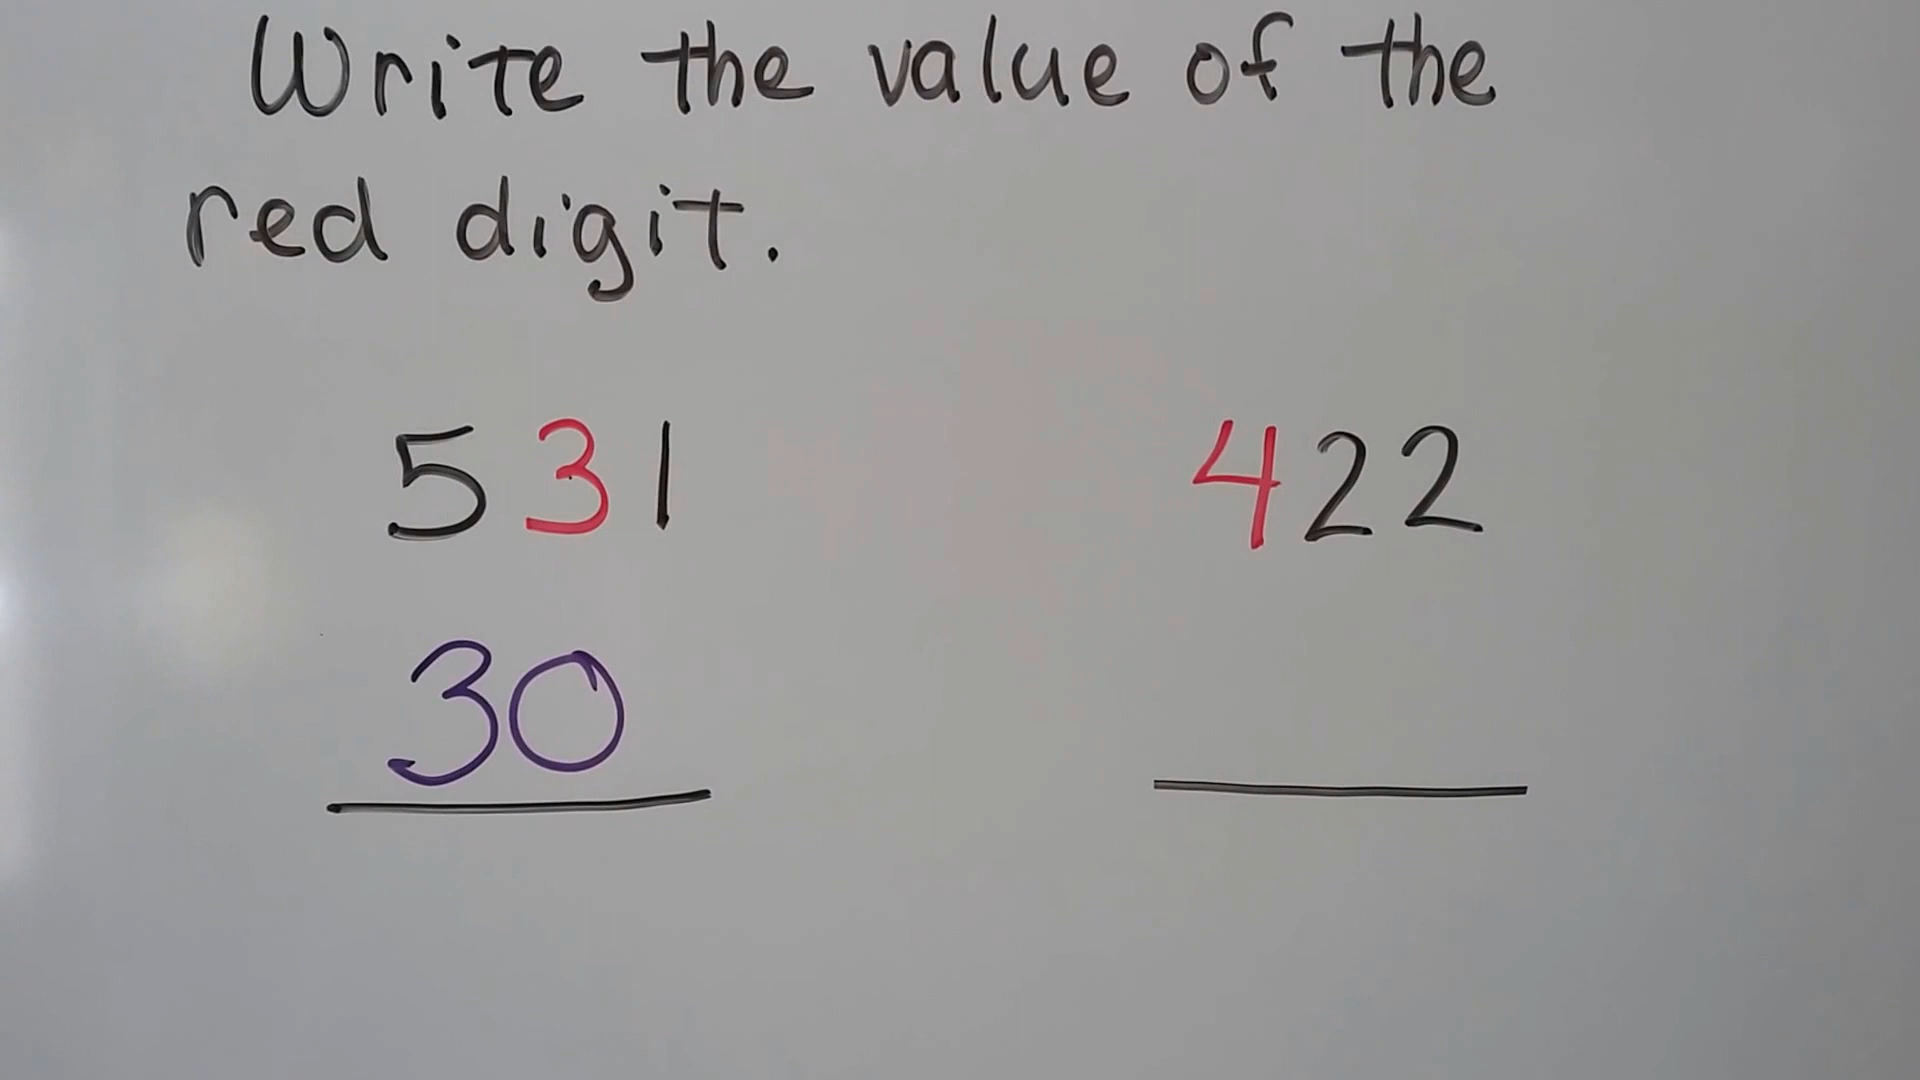 Write the value of the
red digit.
531 422
30